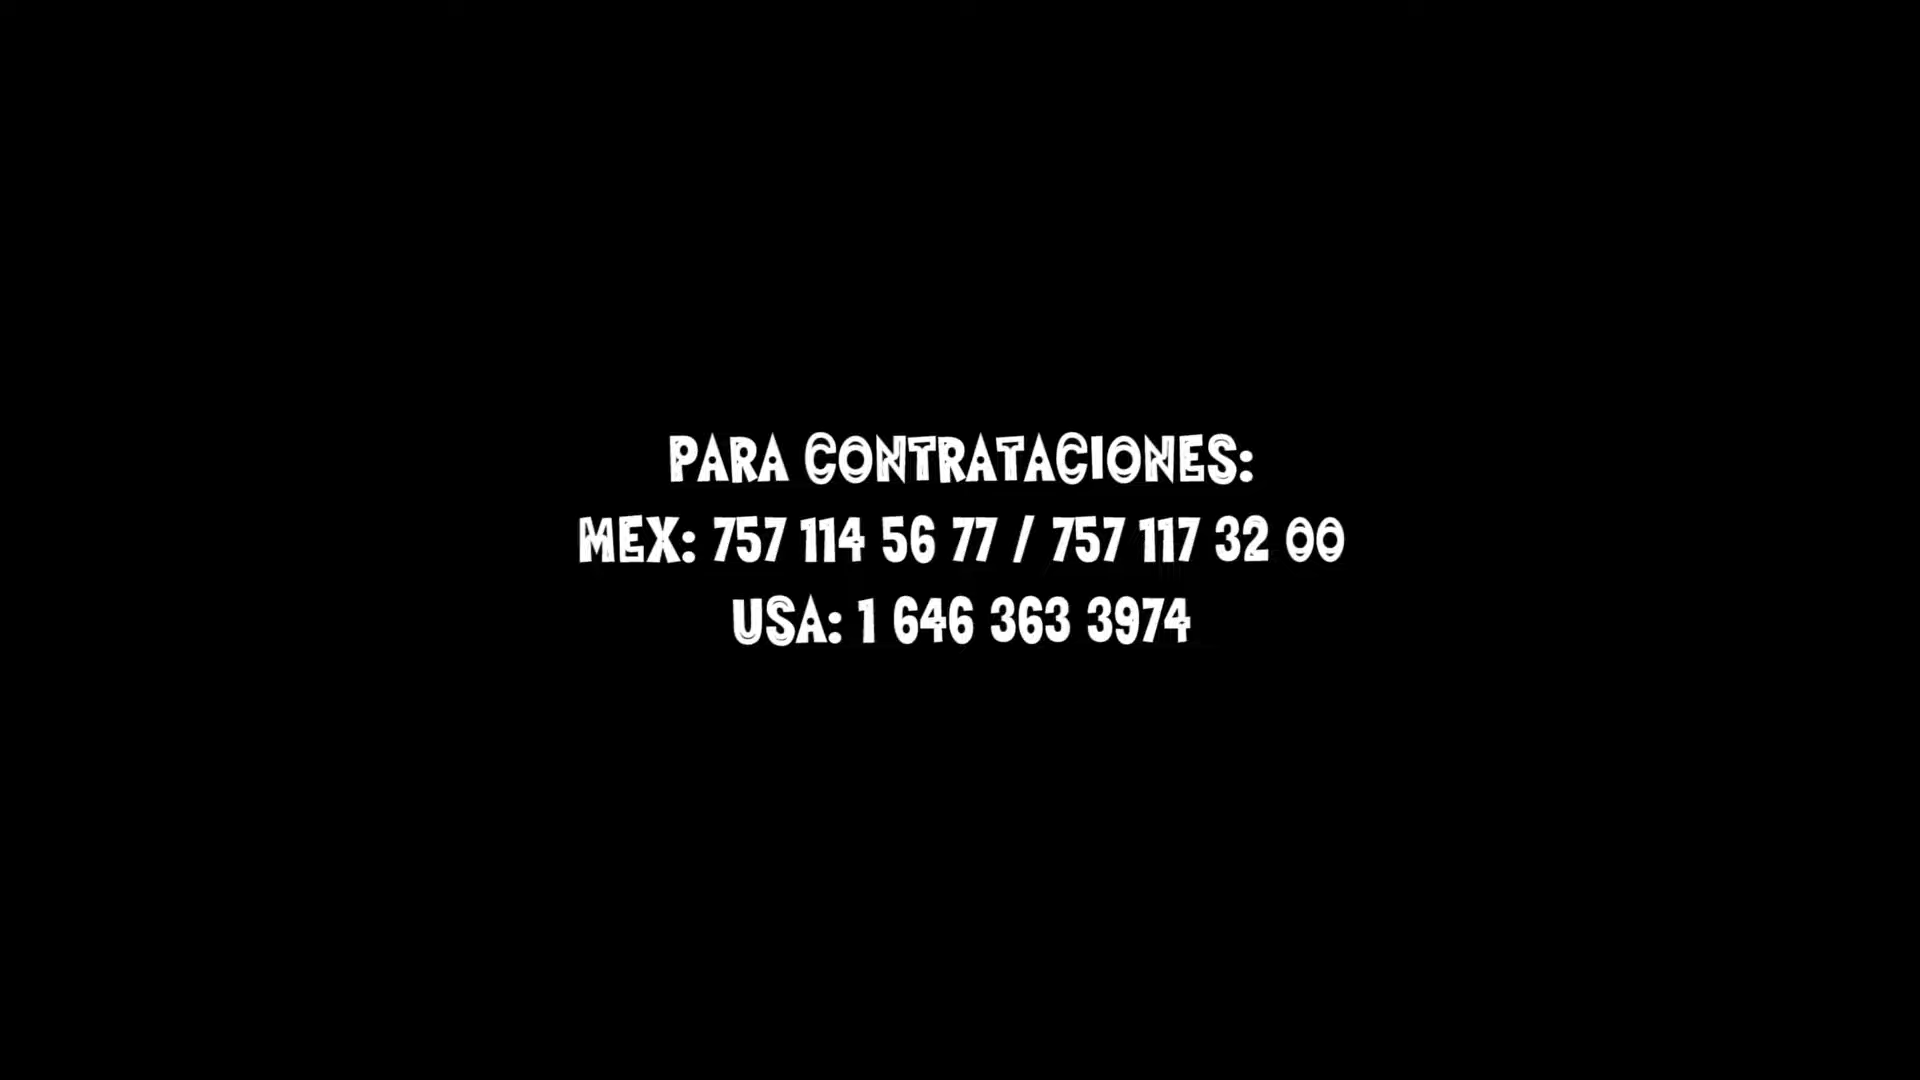 PARA CONTRATACIONES:
MEX: 757 114 56 77 / 757 117 32 00
USA: 1 646 363 3974